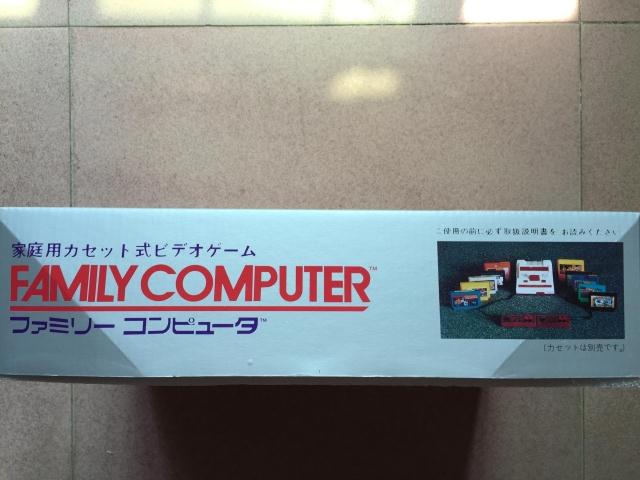 家庭用カセット式ビデオゲーム
FAMILY COMPUTER™
ファミリー コンピュータ™
ご使用の前に必ず取扱説明書を お読みください
(カセットは別売です。)